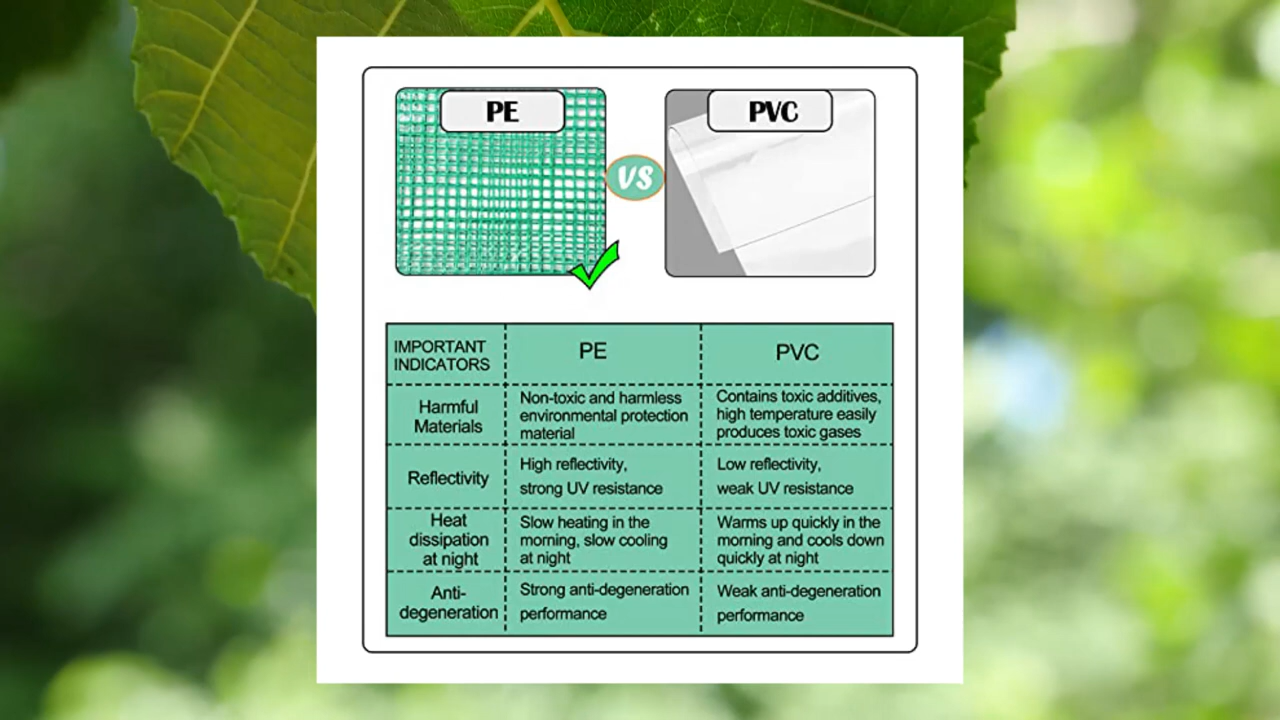 PE
VS
PVC
IMPORTANT
INDICATORS
PE
PVC
Harmful
Materials
Non-toxic and harmless
environmental protection
material
Contains toxic additives,
high temperature easily
produces toxic gases
Reflectivity
High reflectivity,
strong UV resistance
Low reflectivity,
weak UV resistance
Heat
dissipation
at night
Slow heating in the
morning, slow cooling
at night
Warms up quickly in the
morning and cools down
quickly at night
Anti-
degeneration
Strong anti-degeneration
performance
Weak anti-degeneration
performance